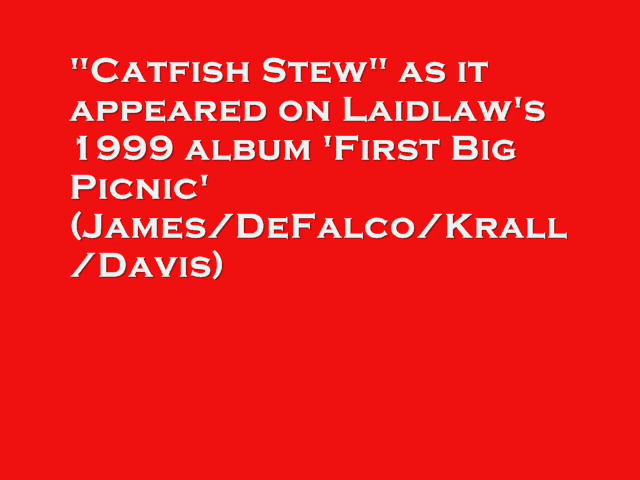 "Catfish Stew" as it
appeared on Laidlaw's
1999 album 'First Big
Picnic'
(James/DeFalco/Krall
/Davis)